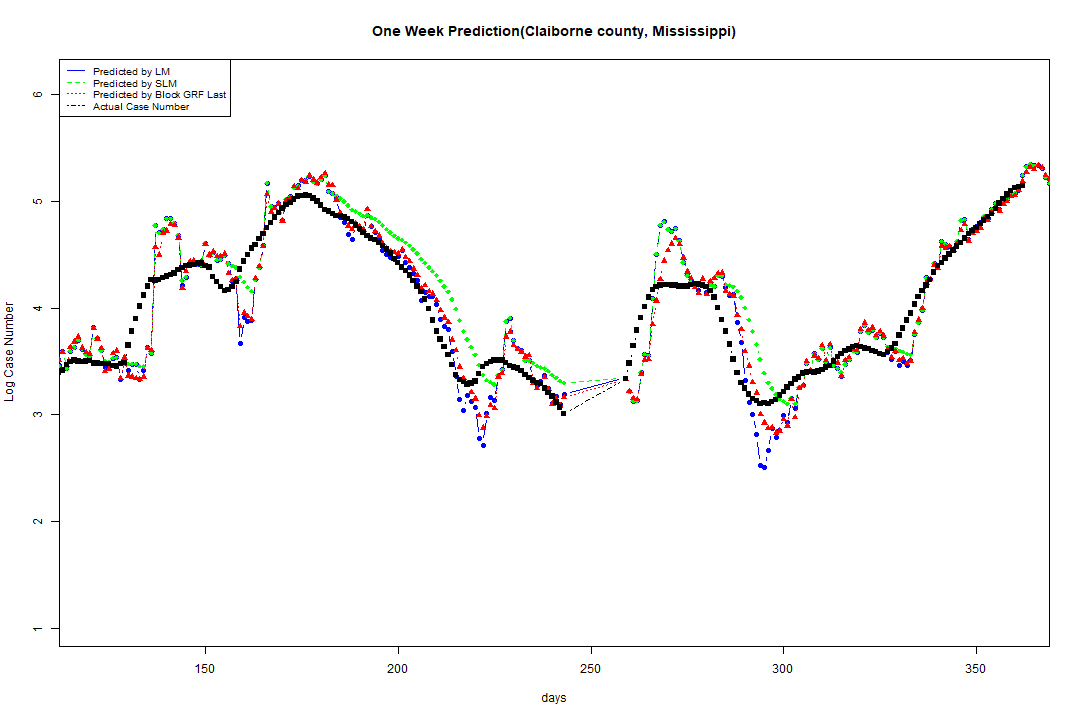 One Week Prediction(Claiborne county, Mississippi)
Predicted by LM
Predicted by SLM
Predicted by Block GRF Last
Actual Case Number
6
5
4
3
2
1
Log Case Number
150
200
250
300
350
days